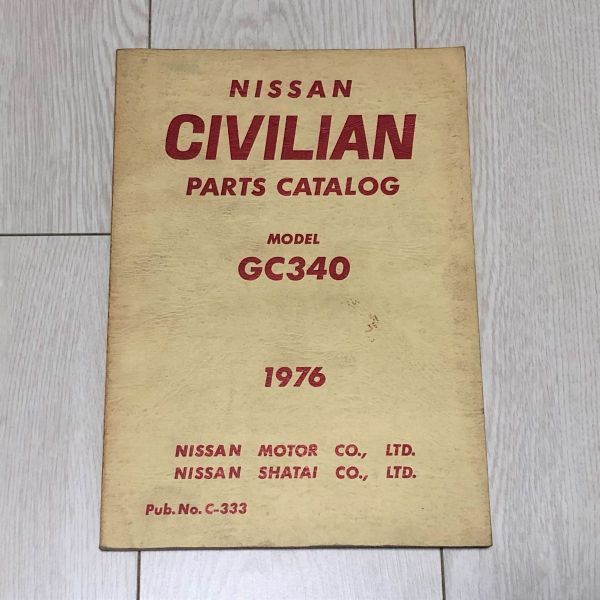 NISSAN
CIVILIAN
PARTS CATALOG
MODEL
GC340
1976
NISSAN MOTOR CO., LTD.
NISSAN SHATAI CO., LTD.
Pub. No. C-333